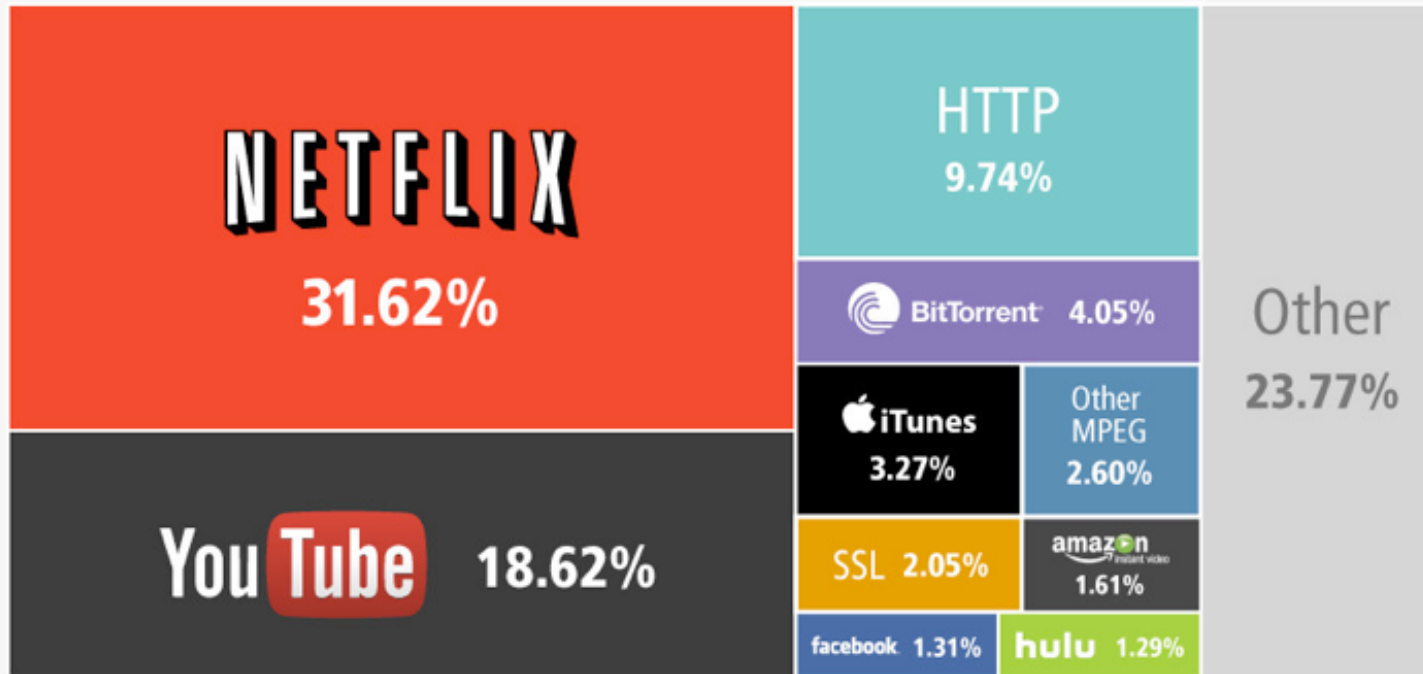 NETFLIX
31.62%
YouTube 18.62%
HTTP
9.74%
BitTorrent 4.05%
iTunes
3.27%
Other
MPEG
2.60%
SSL 2.05%
amazon
instant video
1.61%
facebook 1.31%
hulu 1.29%
Other
23.77%